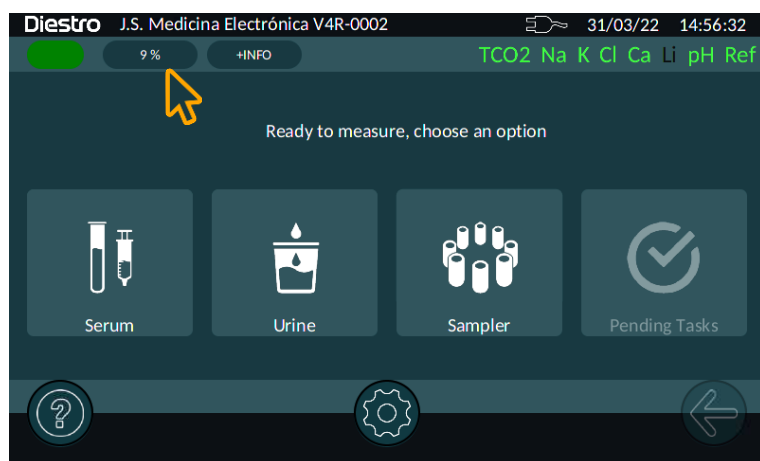 Diestro J.S. Medicina Electrónica V4R-0002 31/03/22 14:56:32
9 % +INFO TCO2 Na K Cl Ca Li pH Ref
Ready to measure, choose an option
Serum Urine Sampler Pending Tasks
?